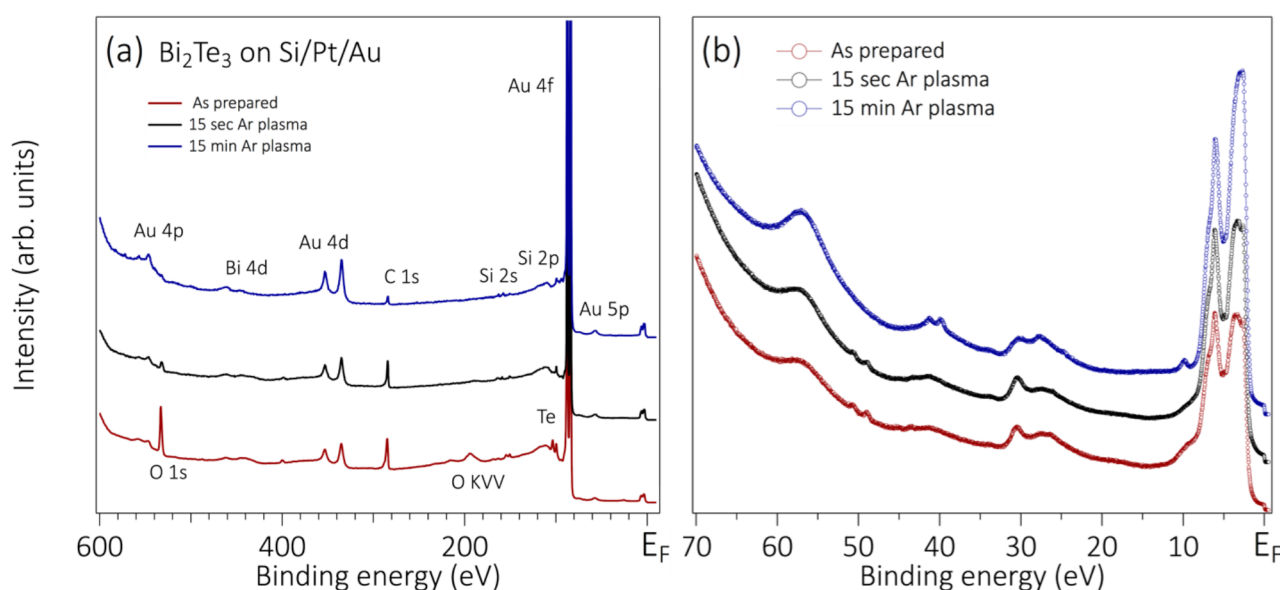 (a) Bi₂Te₃ on Si/Pt/Au
As prepared
15 sec Ar plasma
15 min Ar plasma
Au 4f
Au 4p
Bi 4d
Au 4d
C 1s
Si 2s
Si 2p
Au 5p
O 1s
O KVV
Te
Intensity (arb. units)
600 400 200 E_F
Binding energy (eV)
(b)
As prepared
15 sec Ar plasma
15 min Ar plasma
70 60 50 40 30 20 10 E_F
Binding energy (eV)